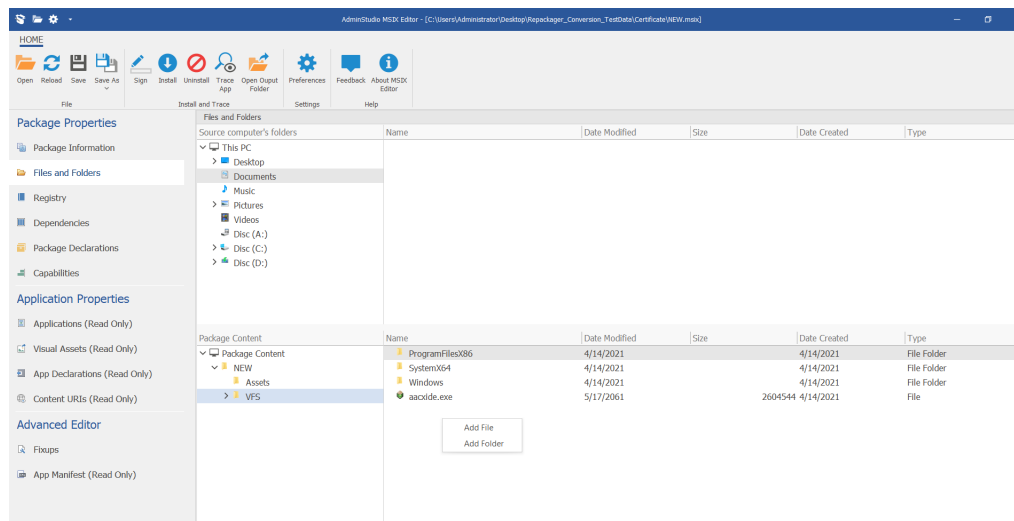 AdminStudio MSIX Editor - [C:\Users\Administrator\Desktop\Repackager_Conversion_TestData\Certificate\NEW.msix]
HOME
Open Reload Save Save As Sign Install Uninstall Trace App Open Ouput Folder Preferences Feedback About MSIX Editor
File Install and Trace Settings Help
Package Properties
Package Information
Files and Folders
Registry
Dependencies
Package Declarations
Capabilities
Application Properties
Applications (Read Only)
Visual Assets (Read Only)
App Declarations (Read Only)
Content URIs (Read Only)
Advanced Editor
Fixups
App Manifest (Read Only)
Files and Folders
Source computer's folders Name Date Modified Size Date Created Type
This PC
Desktop
Documents
Music
Pictures
Videos
Disc (A:)
Disc (C:)
Disc (D:)
Package Content Name Date Modified Size Date Created Type
Package Content
NEW
Assets
VFS
ProgramFilesX86 4/14/2021 4/14/2021 File Folder
SystemX64 4/14/2021 4/14/2021 File Folder
Windows 4/14/2021 4/14/2021 File Folder
aacxide.exe 5/17/2061 2604544 4/14/2021 File
Add File
Add Folder